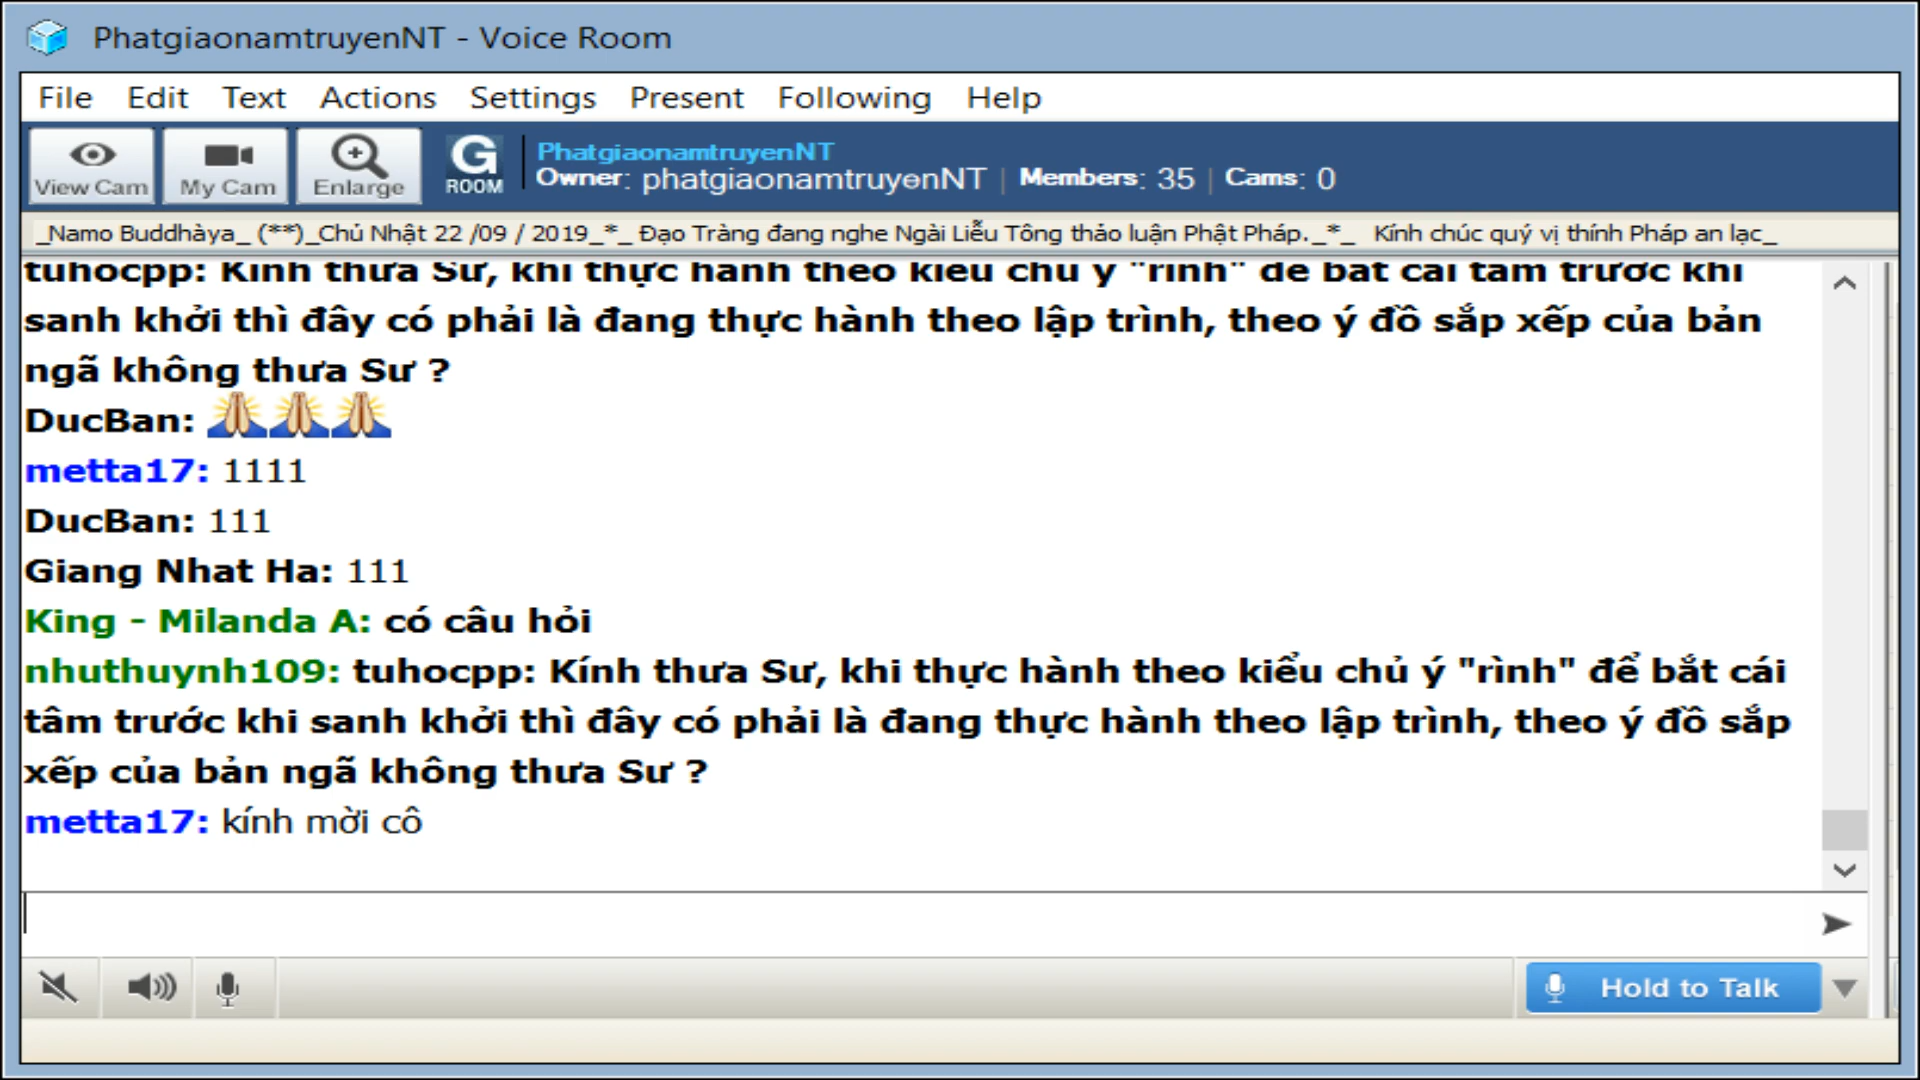 PhatgiaonamtruyenNT - Voice Room
File Edit Text Actions Settings Present Following Help
View Cam My Cam Enlarge G ROOM
PhatgiaonamtruyenNT
Owner: phatgiaonamtruyenNT | Members: 35 | Cams: 0
_Namo Buddhàya_ (**)_Chủ Nhật 22 /09 / 2019_*_ Đạo Tràng đang nghe Ngài Liễu Tông thảo luận Phật Pháp._*_ Kính chúc quý vị thính Pháp an lạc_
tuhocpp: Kính thưa Sư, khi thực hành theo kiểu chủ ý "rình" để bắt cái tâm trước khi
sanh khởi thì đây có phải là đang thực hành theo lập trình, theo ý đồ sắp xếp của bản
ngã không thưa Sư ?
DucBan: 🙏🙏🙏
metta17: 1111
DucBan: 111
Giang Nhat Ha: 111
King - Milanda A: có câu hỏi
nhuthuynh109: tuhocpp: Kính thưa Sư, khi thực hành theo kiểu chủ ý "rình" để bắt cái
tâm trước khi sanh khởi thì đây có phải là đang thực hành theo lập trình, theo ý đồ sắp
xếp của bản ngã không thưa Sư ?
metta17: kính mời cô
Hold to Talk